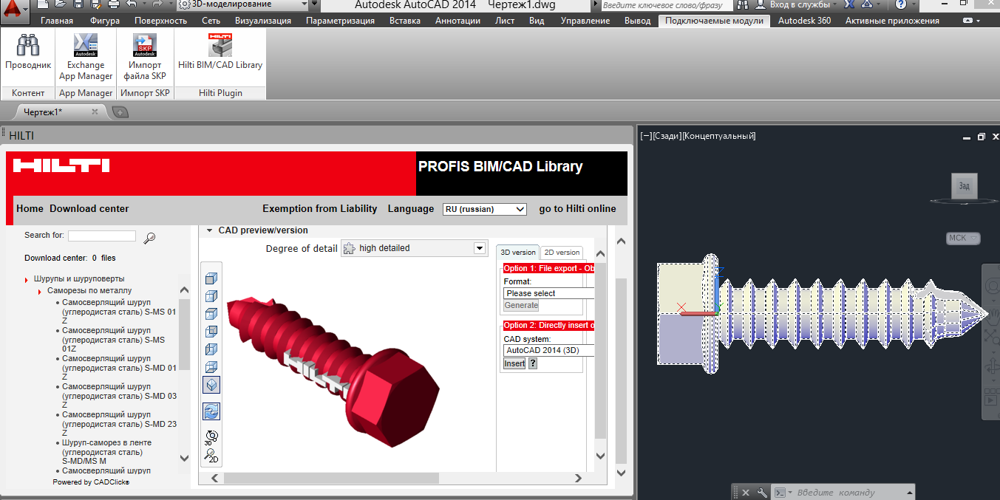 3D-моделирование
Autodesk AutoCAD 2014 Чертеж1.dwg
Введите ключевое слово/фразу
Вход в службы
Главная Фигура Поверхность Сеть Визуализация Параметризация Вставка Аннотации Лист Вид Управление Вывод Подключаемые модули Autodesk 360 Активные приложения
Проводник
Autodesk
Exchange
App Manager
SKP
Autodesk
Импорт
файла SKP
HILTI
Hilti BIM/CAD Library
Контент App Manager Импорт SKP Hilti Plugin
Чертеж1*
HILTI
HILTI
PROFIS BIM/CAD Library
Home Download center Exemption from Liability Language RU (russian) go to Hilti online
Search for:
Download center: 0 files
Шурупы и шуруповерты
Саморезы по металлу
Самосверлящий шуруп
(углеродистая сталь) S-MS 01
Z
Самосверлящий шуруп
(углеродистая сталь) S-MS
01Z
Самосверлящий шуруп
(углеродистая сталь) S-MD 01
Z
Самосверлящий шуруп
(углеродистая сталь) S-MD 03
Z
Самосверлящий шуруп
(углеродистая сталь) S-MD 23
Z
Шуруп-саморез в ленте
(углеродистая сталь)
S-MD/MS M
Самосверлящий шуруп
Powered by CADClick®
CAD preview/version
Degree of detail high detailed
3D
2D
HILTI
3D version 2D version
Option 1: File export - Ob
Format:
Please select
Generate
Option 2: Directly insert o
CAD system:
AutoCAD 2014 (3D)
Insert ?
[−][Сзади][Концептуальный]
Зад
МСК
Введите команду